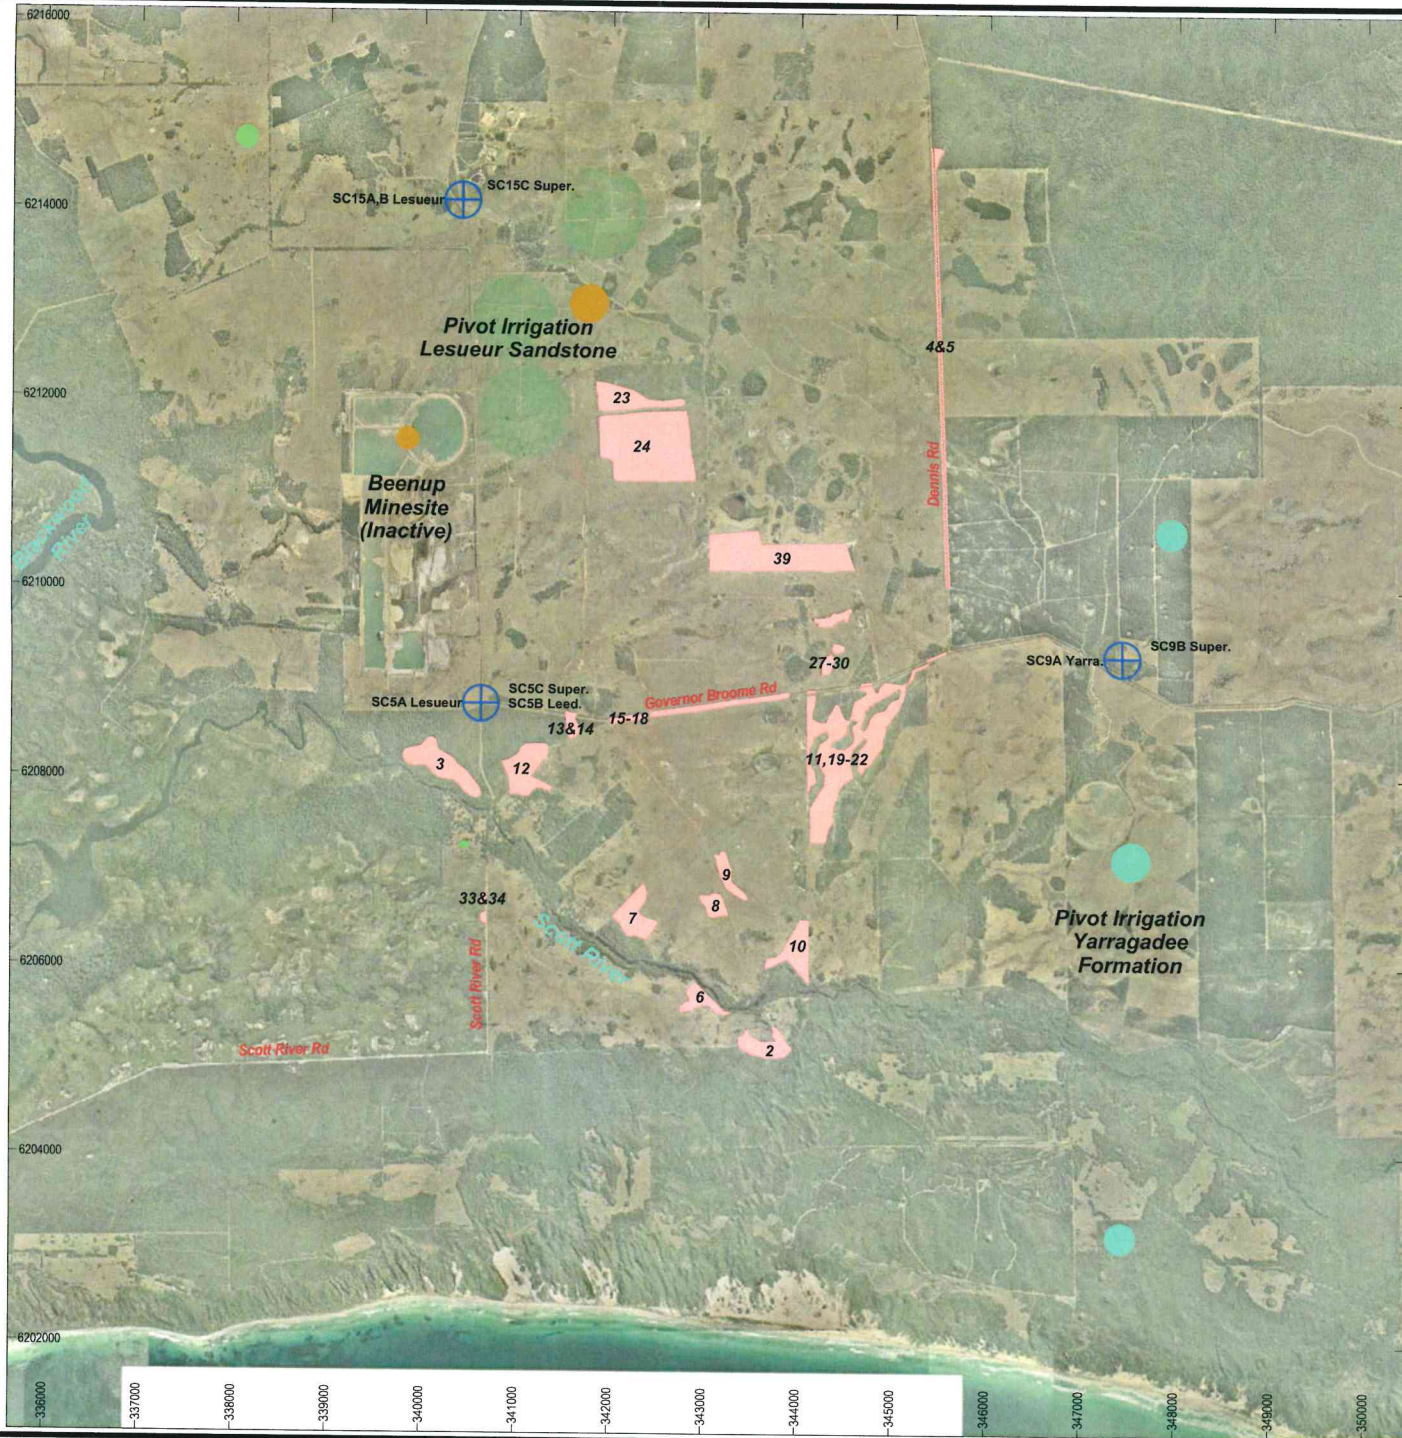 6216000
SC15C Super.
SC15A,B Lesueur
6214000
Pivot Irrigation
Lesueur Sandstone
4&5
6212000
23
24
Dennis Rd
Beenup
Minesite
(Inactive)
Blackwood
River
39
6210000
27-30
SC9B Super.
SC9A Yarra.
SC5C Super.
SC5A Lesueur
SC5B Leed.
Governor Broome Rd
15-18
13&14
3
12
11,19-22
6208000
9
33&34
8
7
Pivot Irrigation
Yarragadee
Formation
Scott River
10
6206000
Scott River Rd
6
Scott River Rd
2
6204000
6202000
336000
337000
338000
339000
340000
341000
342000
343000
344000
345000
346000
347000
348000
349000
350000